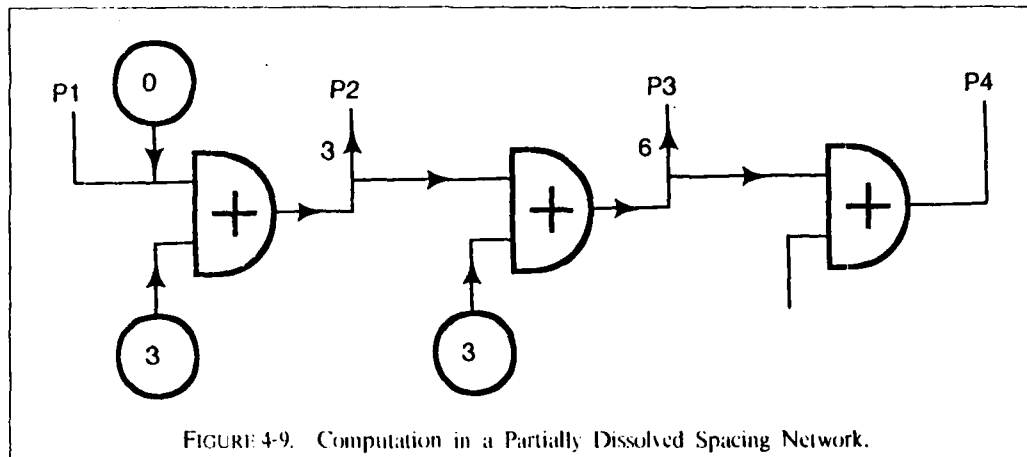 0
P1
P2
P3
P4
3
6
+
+
+
3
3
FIGURE 4-9. Computation in a Partially Dissolved Spacing Network.